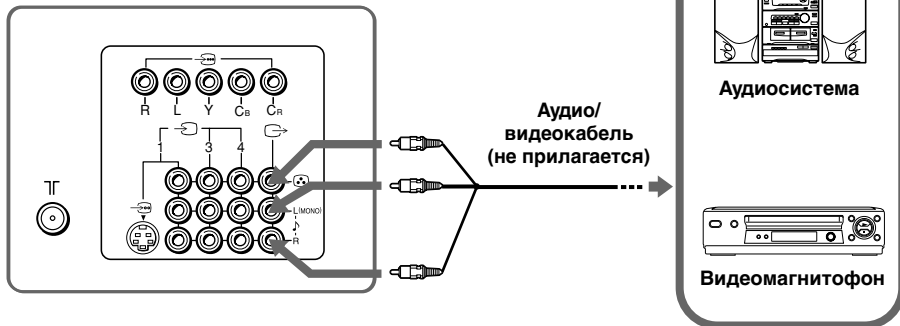 Аудиосистема
R L Y CB CR
1 3 4
Аудио/
видеокабель
(не прилагается)
L(MONO)
R
Видеомагнитофон